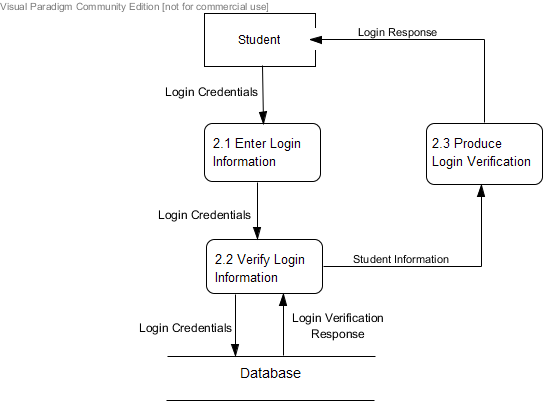 Visual Paradigm Community Edition [not for commercial use]
Student
Login Response
Login Credentials
2.1 Enter Login
Information
2.3 Produce
Login Verification
Login Credentials
2.2 Verify Login
Information
Student Information
Login Credentials
Login Verification
Response
Database